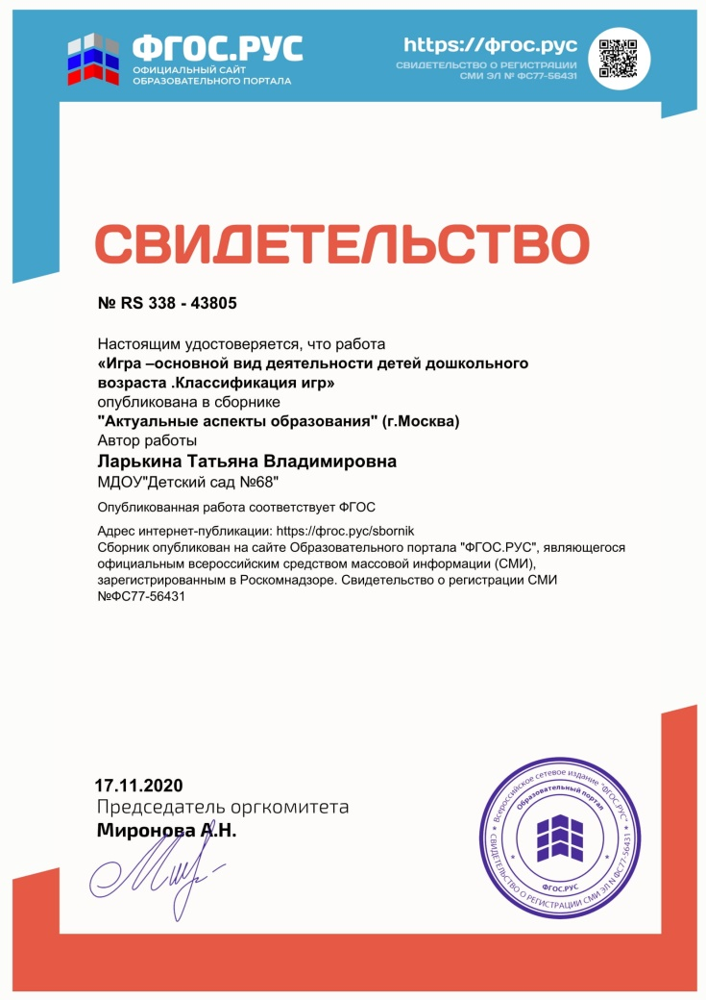 ФГОС.РУС
ОФИЦИАЛЬНЫЙ САЙТ
ОБРАЗОВАТЕЛЬНОГО ПОРТАЛА
https://фгос.рус
СВИДЕТЕЛЬСТВО О РЕГИСТРАЦИИ
СМИ ЭЛ № ФС77-56431
СВИДЕТЕЛЬСТВО
№ RS 338 - 43805
Настоящим удостоверяется, что работа
«Игра –основной вид деятельности детей дошкольного
возраста .Классификация игр»
опубликована в сборнике
"Актуальные аспекты образования" (г.Москва)
Автор работы
Ларькина Татьяна Владимировна
МДОУ"Детский сад №68"
Опубликованная работа соответствует ФГОС
Адрес интернет-публикации: https://фгос.рус/sbornik
Сборник опубликован на сайте Образовательного портала "ФГОС.РУС", являющегося
официальным всероссийским средством массовой информации (СМИ),
зарегистрированным в Роскомнадзоре. Свидетельство о регистрации СМИ
№ФС77-56431
17.11.2020
Председатель оргкомитета
Миронова А.Н.
Всероссийское сетевое издание "ФГОС.РУС"
СВИДЕТЕЛЬСТВО О РЕГИСТРАЦИИ СМИ ЭЛ N ФС77-56431
Образовательный портал
ФГОС.РУС